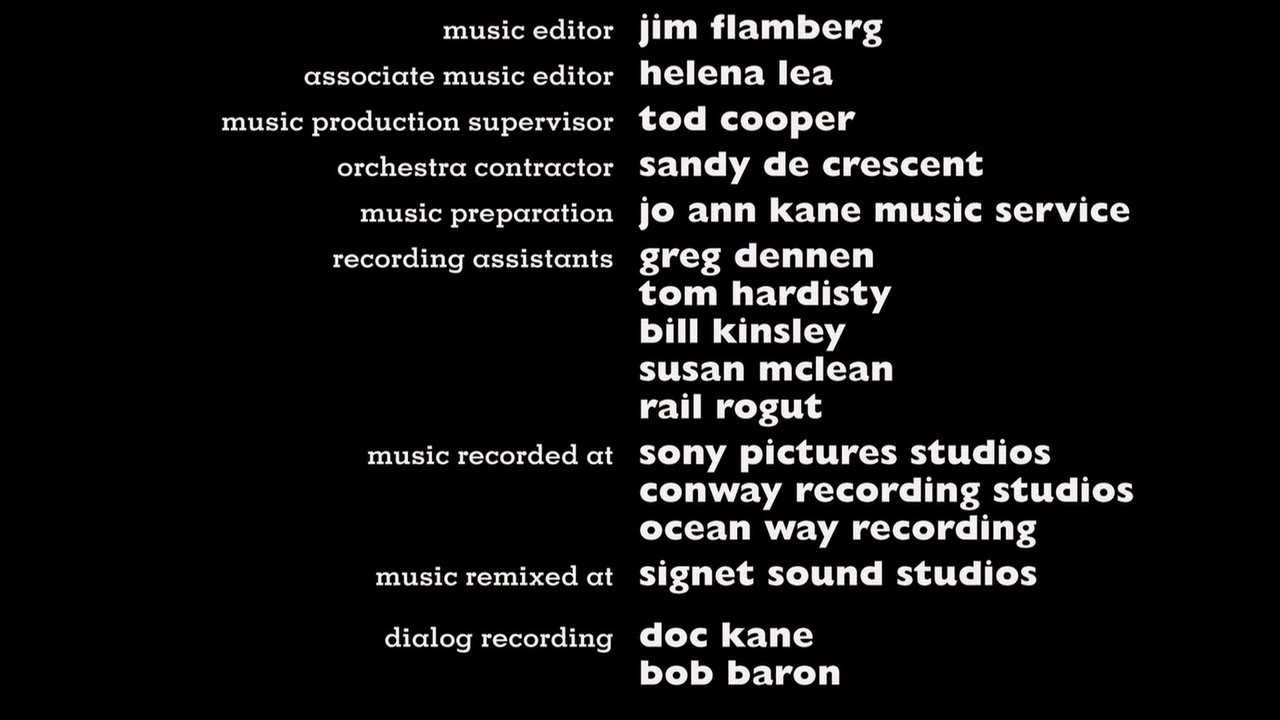 music editor jim flamberg
associate music editor helena lea
music production supervisor tod cooper
orchestra contractor sandy de crescent
music preparation jo ann kane music service
recording assistants greg dennen
tom hardisty
bill kinsley
susan mclean
rail rogut
music recorded at sony pictures studios
conway recording studios
ocean way recording
music remixed at signet sound studios
dialog recording doc kane
bob baron